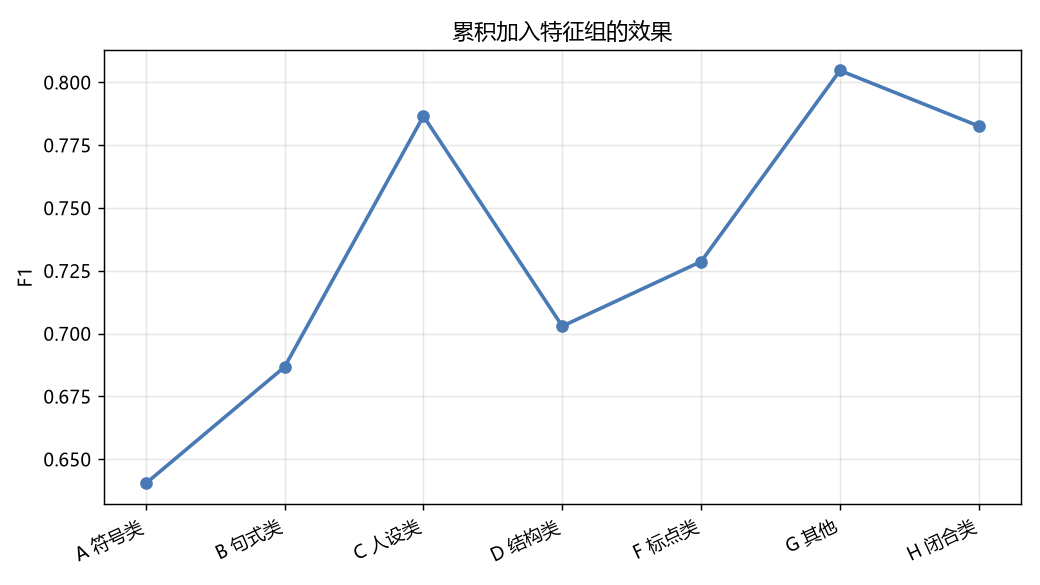 累积加入特征组的效果
F1
0.800
0.775
0.750
0.725
0.700
0.675
0.650
A 符号类
B 句式类
C 人设类
D 结构类
F 标点类
G 其他
H 闭合类